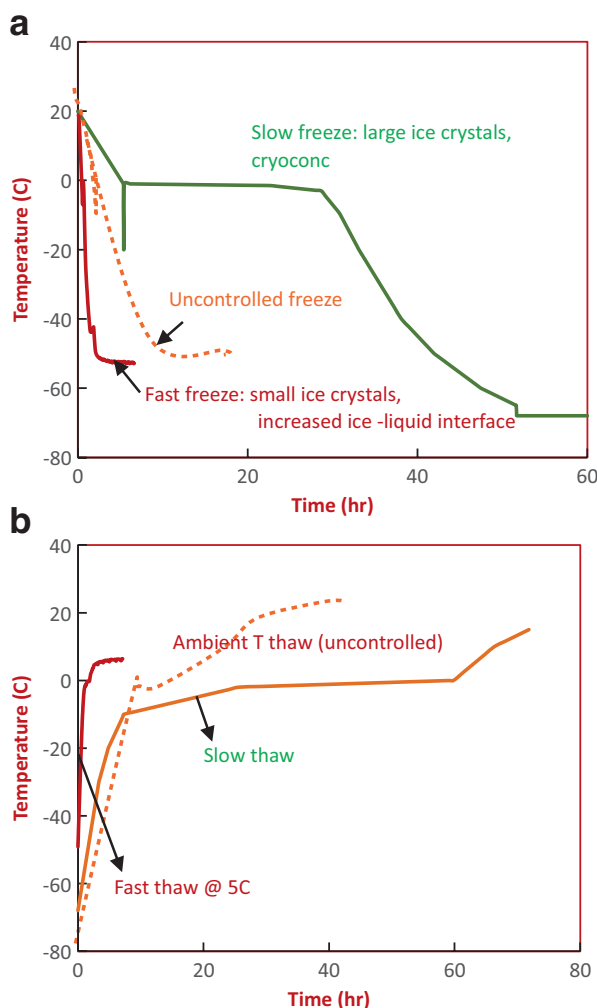 a
40
20
0
-20
-40
-60
-80
Temperature (C)
Slow freeze: large ice crystals,
cryoconc
Uncontrolled freeze
Fast freeze: small ice crystals,
increased ice -liquid interface
0
20
40
60
Time (hr)
b
40
20
0
-20
-40
-60
-80
Temperature (C)
Ambient T thaw (uncontrolled)
Slow thaw
Fast thaw @ 5C
0
20
40
60
80
Time (hr)